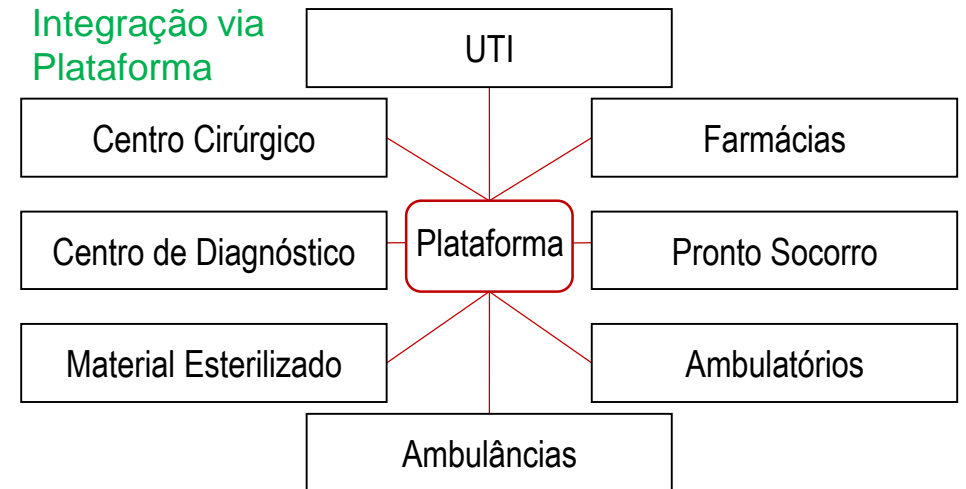 Integração via
Plataforma
UTI
Centro Cirúrgico
Farmácias
Centro de Diagnóstico
Plataforma
Pronto Socorro
Material Esterilizado
Ambulatórios
Ambulâncias